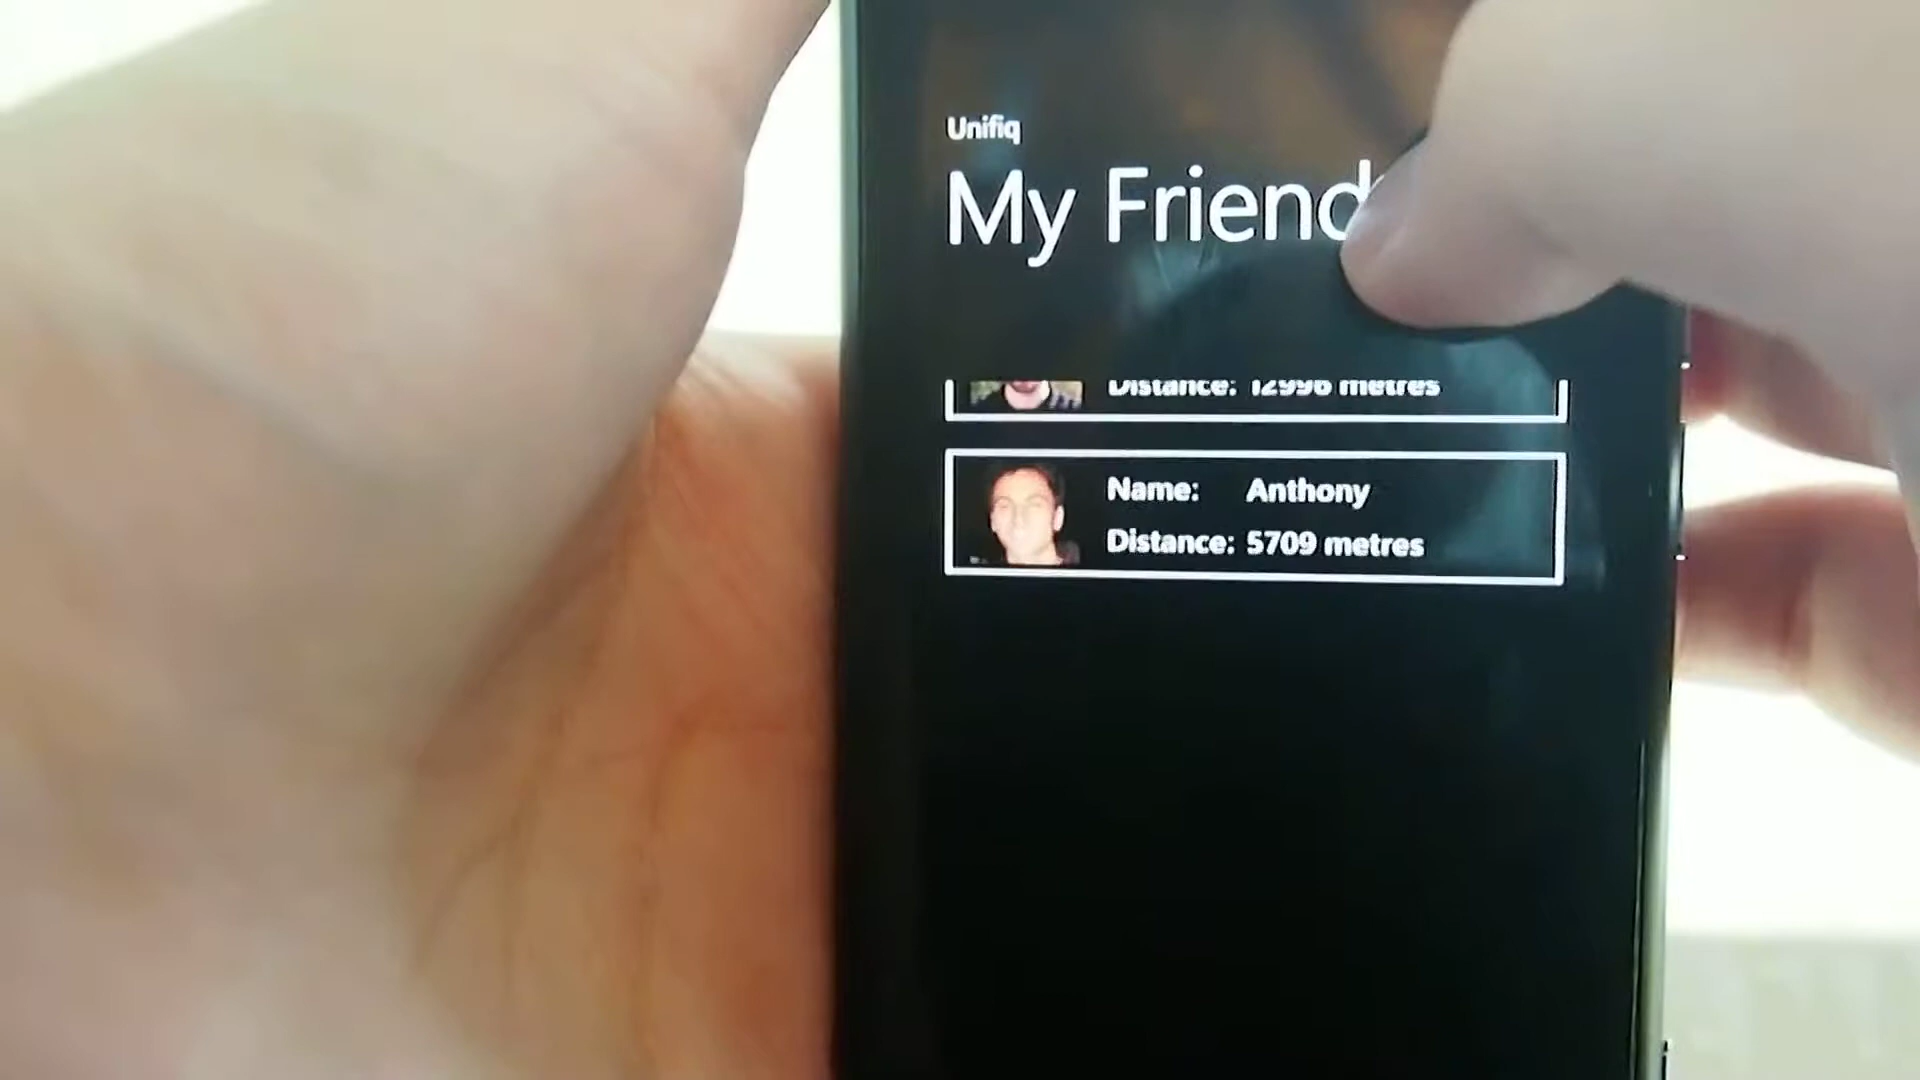 Unifiq
My Friend
Distance: 12996 metres
Name: Anthony
Distance: 5709 metres